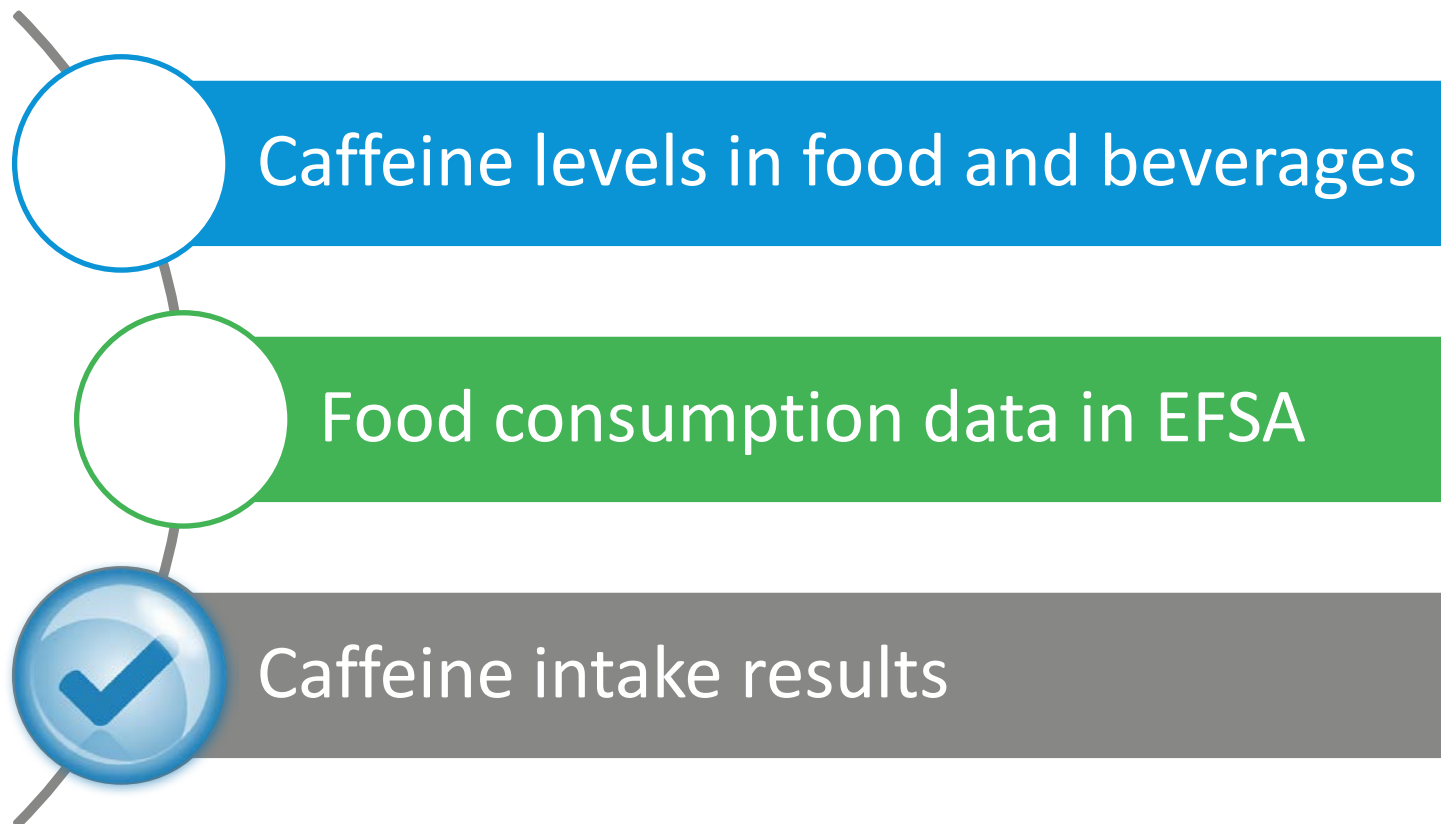 Caffeine levels in food and beverages
Food consumption data in EFSA
Caffeine intake results